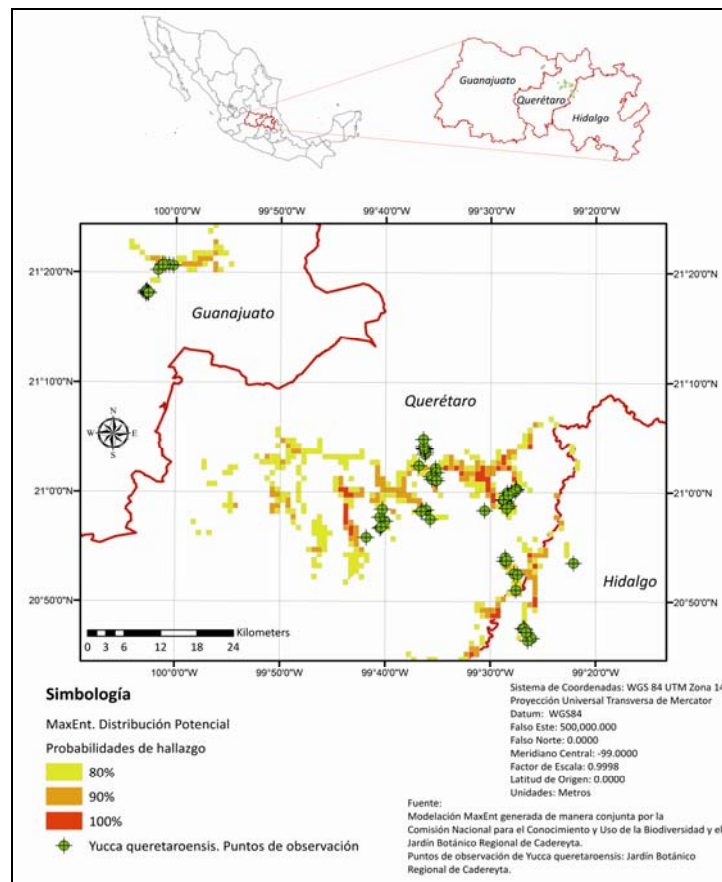 Guanajuato
Querétaro
Hidalgo
100°0'0"W 99°50'0"W 99°40'0"W 99°30'0"W 99°20'0"W
21°20'0"N 21°20'0"N
Guanajuato
21°10'0"N 21°10'0"N
Querétaro
N
W E
S
21°0'0"N 21°0'0"N
Hidalgo
20°50'0"N 20°50'0"N
Kilometers
0 3 6 12 18 24
100°0'0"W 99°50'0"W 99°40'0"W 99°30'0"W 99°20'0"W
Simbología
MaxEnt. Distribución Potencial
Probabilidades de hallazgo
80%
90%
100%
Yucca queretaroensis. Puntos de observación
Sistema de Coordenadas: WGS 84 UTM Zona 14
Proyección Universal Transversa de Mercator
Datum: WGS84
Falso Este: 500,000.000
Falso Norte: 0.0000
Meridiano Central: -99.0000
Factor de Escala: 0.9998
Latitud de Origen: 0.0000
Unidades: Metros
Fuente:
Modelación MaxEnt generada de manera conjunta por la
Comisión Nacional para el Conocimiento y Uso de la Biodiversidad y el
Jardín Botánico Regional de Cadereyta.
Puntos de observación de Yucca queretaroensis: Jardín Botánico
Regional de Cadereyta.